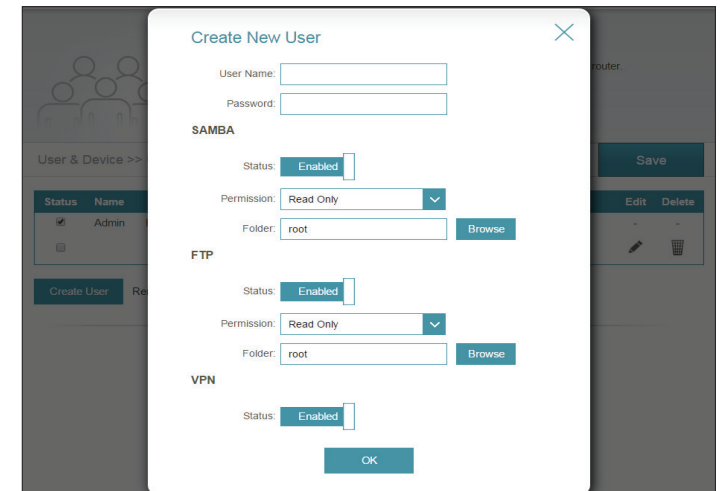 Create New User
User Name:
router.
Password:
SAMBA
User & Device >>
Status: Enabled
Save
Permission: Read Only
Status Name Edit Delete
Admin - -
Folder: root Browse
FTP
Create User
Status: Enabled
Permission: Read Only
Folder: root Browse
VPN
Status: Enabled
OK